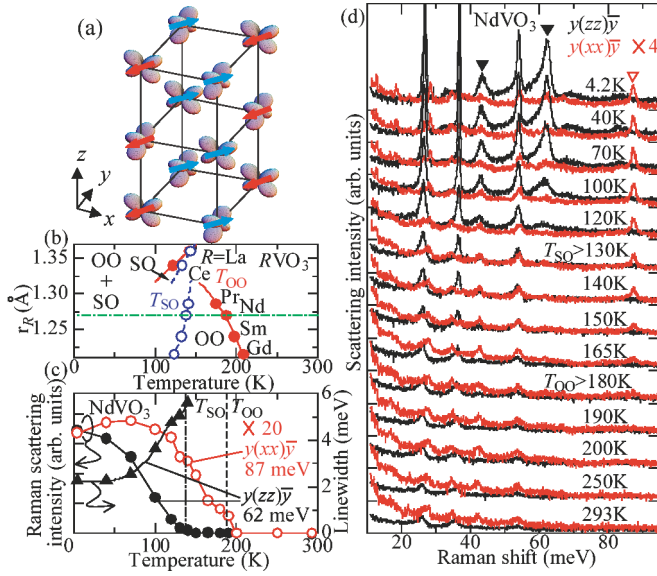 (a)
z
y
x
(b)
OO
+
SO
SO
R=La
RVO₃
Ce
T_OO
T_SO
Pr
Nd
OO
Sm
Gd
r_R (Å)
1.35
1.30
1.25
0
100
200
300
Temperature (K)
(c)
NdVO₃
T_SO
T_OO
× 20
y(xx)y̅
87 meV
y(zz)y̅
62 meV
Raman scattering
intensity (arb. units)
Linewidth (meV)
6
4
2
0
0
100
200
300
Temperature (K)
(d)
NdVO₃
y(zz)y̅
y(xx)y̅ ×4
4.2K
40K
70K
100K
120K
T_SO>130K
140K
150K
165K
T_OO>180K
190K
200K
250K
293K
Scattering intensity (arb. units)
20
40
60
80
Raman shift (meV)